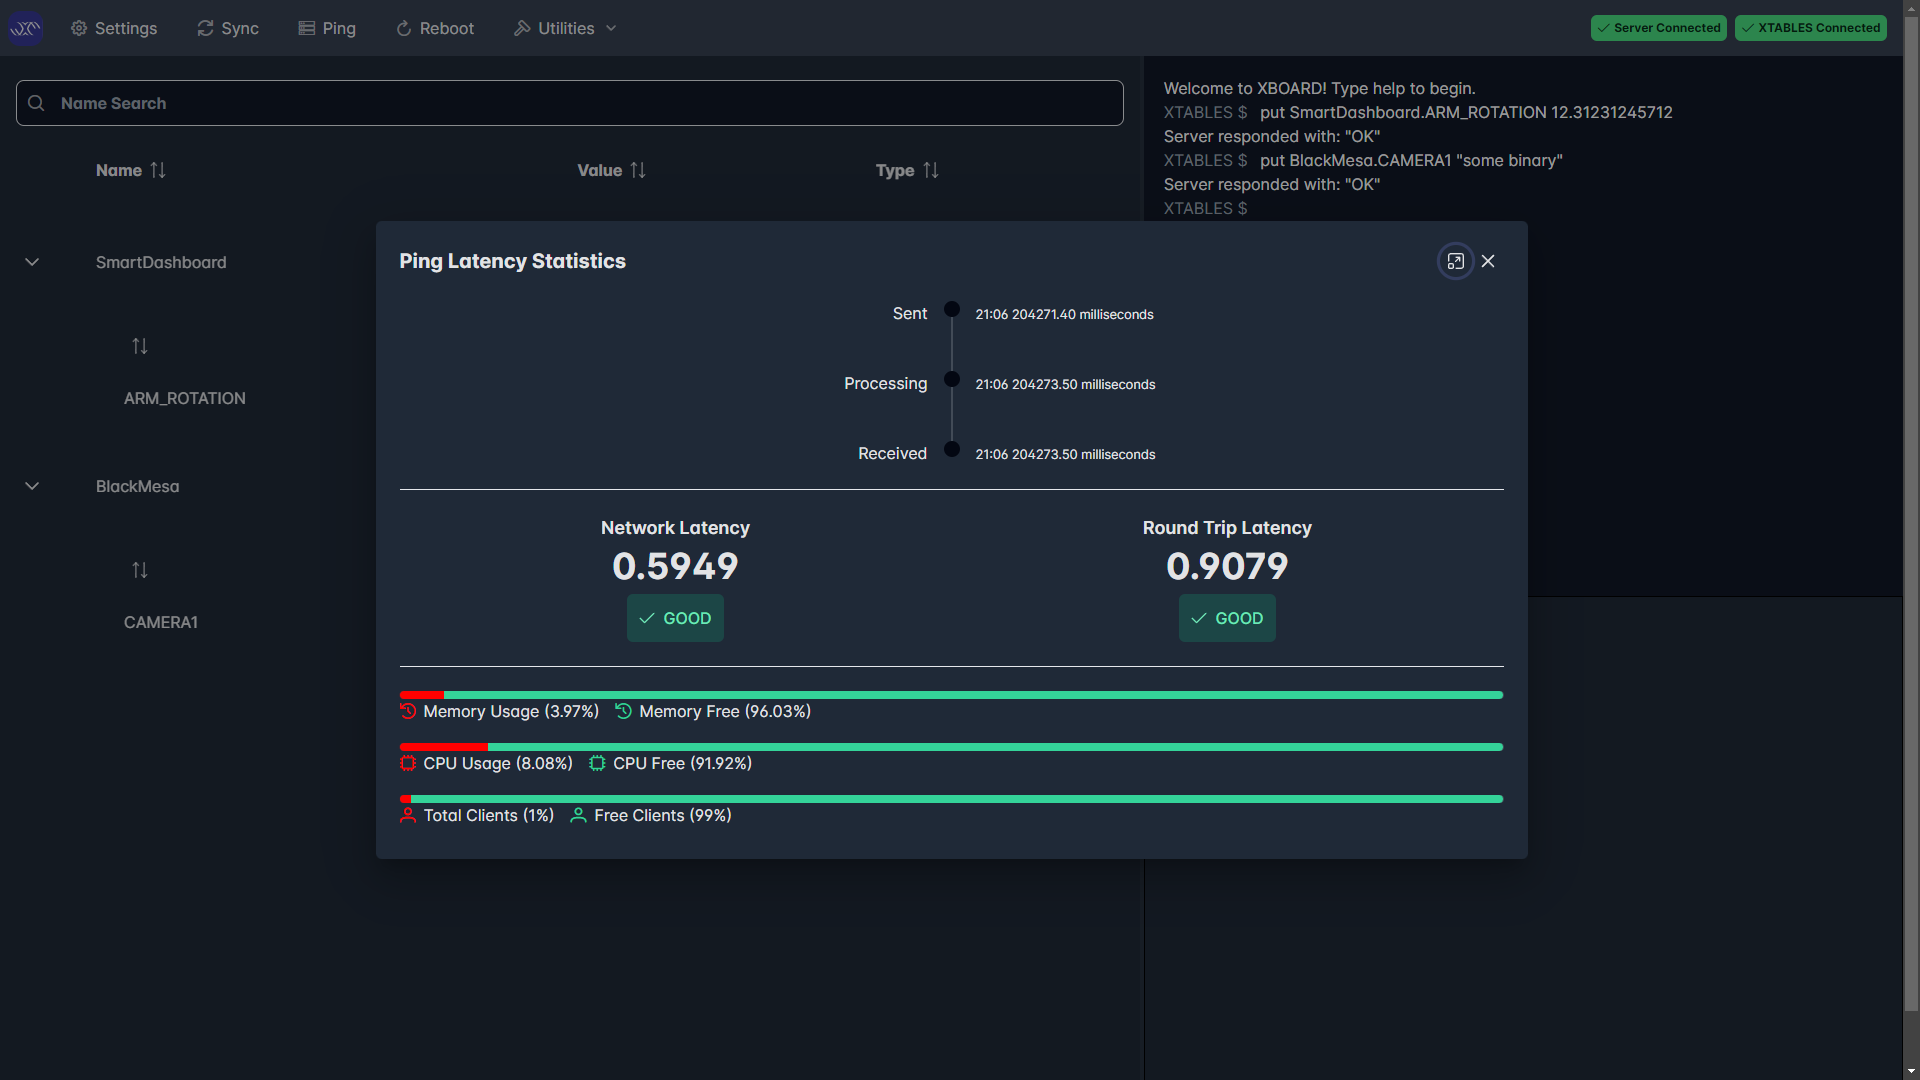 Settings Sync Ping Reboot Utilities Server Connected XTABLES Connected
Name Search
Name Value Type
SmartDashboard
ARM_ROTATION
BlackMesa
CAMERA1
Welcome to XBOARD! Type help to begin.
XTABLES $ put SmartDashboard.ARM_ROTATION 12.31231245712
Server responded with: "OK"
XTABLES $ put BlackMesa.CAMERA1 "some binary"
Server responded with: "OK"
XTABLES $
Ping Latency Statistics
Sent 21:06 204271.40 milliseconds
Processing 21:06 204273.50 milliseconds
Received 21:06 204273.50 milliseconds
Network Latency Round Trip Latency
0.5949 0.9079
GOOD GOOD
Memory Usage (3.97%) Memory Free (96.03%)
CPU Usage (8.08%) CPU Free (91.92%)
Total Clients (1%) Free Clients (99%)